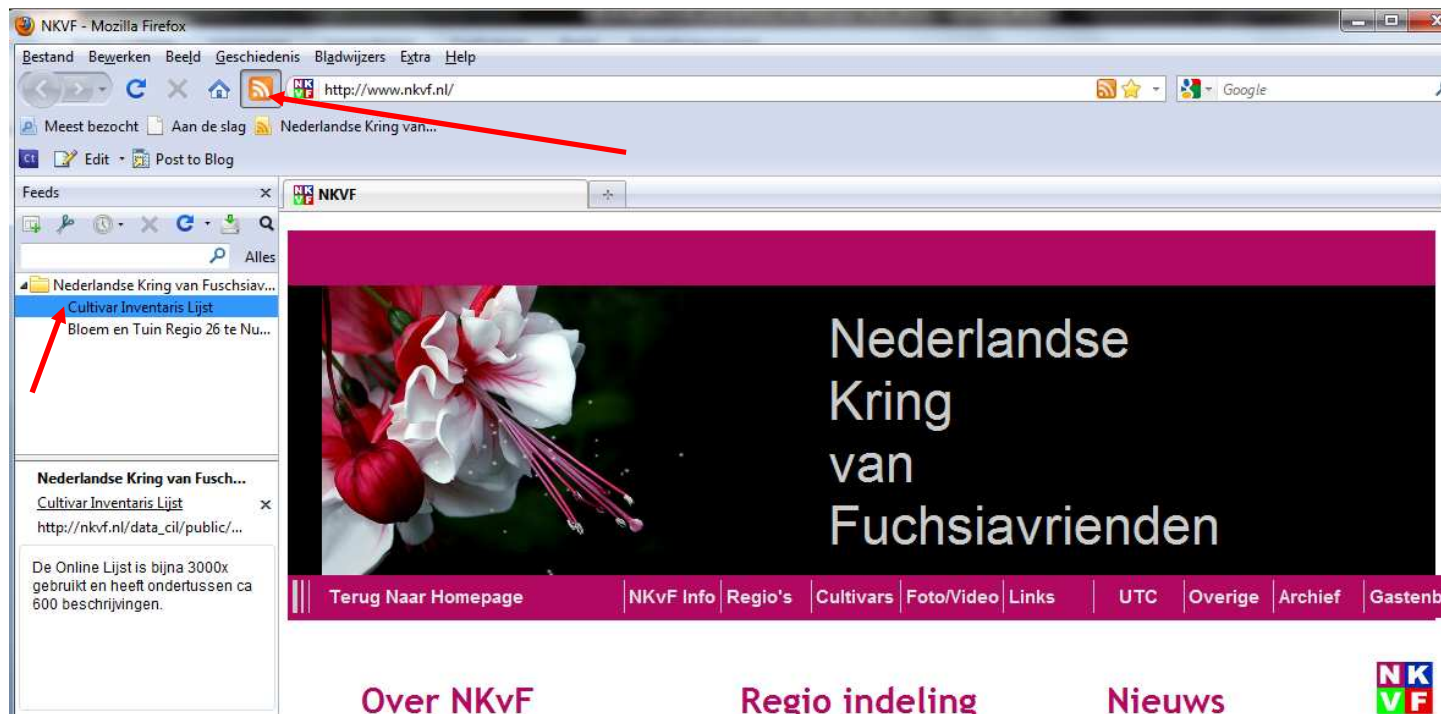 NKVF - Mozilla Firefox
Bestand Bewerken Beeld Geschiedenis Bladwijzers Extra Help
http://www.nkvf.nl/
Google
Meest bezocht Aan de slag Nederlandse Kring van...
Ct Edit Post to Blog
Feeds
NKVF
Alles
Nederlandse Kring van Fuschsiav...
Cultivar Inventaris Lijst
Bloem en Tuin Regio 26 te Nu...
Nederlandse
Kring
van
Fuchsiavrienden
Nederlandse Kring van Fusch...
Cultivar Inventaris Lijst
http://nkvf.nl/data_cil/public/...
De Online Lijst is bijna 3000x
gebruikt en heeft ondertussen ca
600 beschrijvingen.
Terug Naar Homepage NKvF Info Regio's Cultivars Foto/Video Links UTC Overige Archief Gastenb
Over NKvF Regio indeling Nieuws
NK
VF